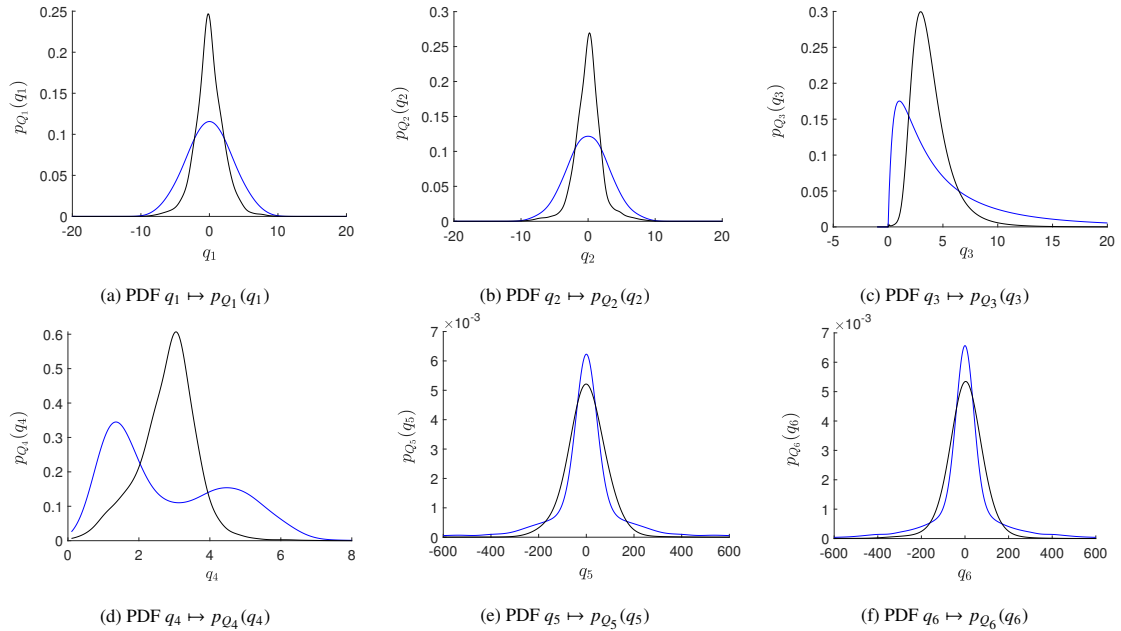 0.25
0.2
0.15
0.1
0.05
0
-20 -10 0 10 20
p_{Q_1}(q_1)
q_1
(a) PDF q_1 ↦ p_{Q_1}(q_1)
0.3
0.25
0.2
0.15
0.1
0.05
0
-20 -10 0 10 20
p_{Q_2}(q_2)
q_2
(b) PDF q_2 ↦ p_{Q_2}(q_2)
0.3
0.2
0.1
0.05
0
-5 0 5 10 15 20
p_{Q_3}(q_3)
q_3
(c) PDF q_3 ↦ p_{Q_3}(q_3)
0.6
0.5
0.4
0.3
0.2
0.1
0
0 2 4 6 8
p_{Q_4}(q_4)
q_4
(d) PDF q_4 ↦ p_{Q_4}(q_4)
7 ×10^{-3}
6
5
4
3
2
1
0
-600 -400 -200 0 200 400 600
p_{Q_5}(q_5)
q_5
(e) PDF q_5 ↦ p_{Q_5}(q_5)
7 ×10^{-3}
6
5
4
3
2
1
0
-600 -400 -200 0 200 400 600
p_{Q_6}(q_6)
q_6
(f) PDF q_6 ↦ p_{Q_6}(q_6)